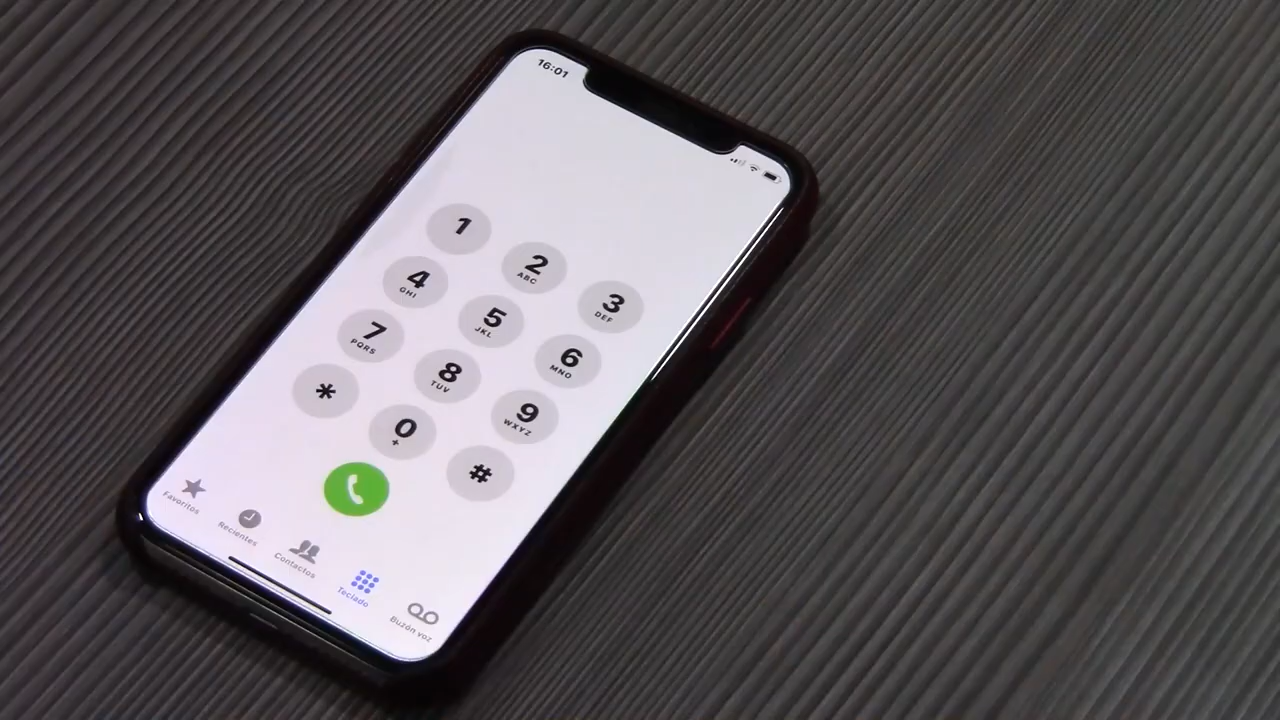 16:01
1
2
ABC
3
DEF
4
GHI
5
JKL
6
MNO
7
PQRS
8
TUV
9
WXYZ
*
0
+
#
Favoritos
Recientes
Contactos
Teclado
Buzón voz